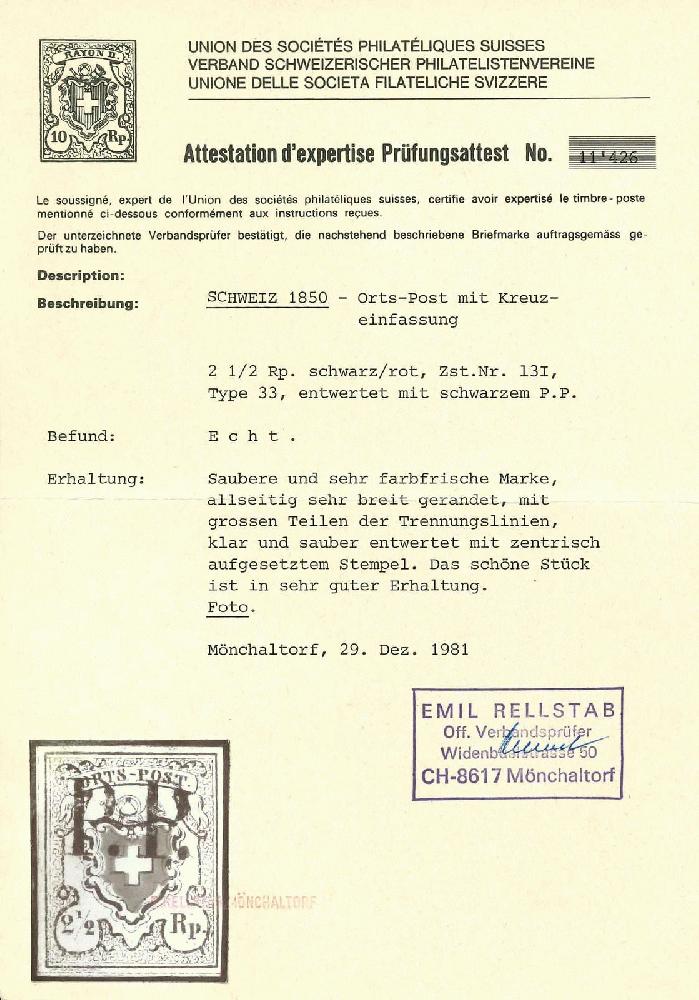 RAYON II
10 Rp.
UNION DES SOCIÉTÉS PHILATÉLIQUES SUISSES
VERBAND SCHWEIZERISCHER PHILATELISTENVEREINE
UNIONE DELLE SOCIETA FILATELICHE SVIZZERE
Attestation d'expertise Prüfungsattest No. 11'426
Le soussigné, expert de l'Union des sociétés philatéliques suisses, certifie avoir expertisé le timbre-poste
mentionné ci-dessous conformément aux instructions reçues.
Der unterzeichnete Verbandsprüfer bestätigt, die nachstehend beschriebene Briefmarke auftragsgemäss ge-
prüft zu haben.
Description:
Beschreibung: SCHWEIZ 1850 - Orts-Post mit Kreuz-
einfassung
2 1/2 Rp. schwarz/rot, Zst.Nr. 13I,
Type 33, entwertet mit schwarzem P.P.
Befund: E c h t .
Erhaltung: Saubere und sehr farbfrische Marke,
allseitig sehr breit gerandet, mit
grossen Teilen der Trennungslinien,
klar und sauber entwertet mit zentrisch
aufgesetztem Stempel. Das schöne Stück
ist in sehr guter Erhaltung.
Foto.
Mönchaltorf, 29. Dez. 1981
EMIL RELLSTAB
Off. Verbandsprüfer
50
CH-8617 Mönchaltorf
ORTS-POST
P.P.
E. RELLSTAB MÖNCHALTORF
2 1/2 Rp.